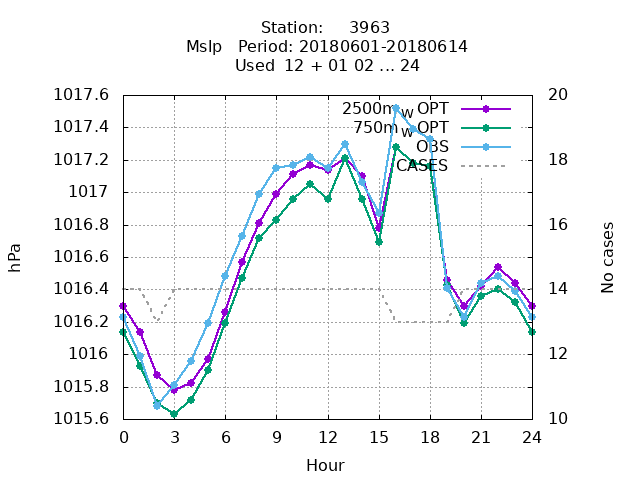 Station: 3963
Mslp Period: 20180601-20180614
Used 12 + 01 02 ... 24
1017.6
1017.4
1017.2
1017
1016.8
1016.6
1016.4
1016.2
1016
1015.8
1015.6
hPa
2500m_W OPT
750m_W OPT
OBS
CASES
20
18
16
14
12
10
No cases
0 3 6 9 12 15 18 21 24
Hour